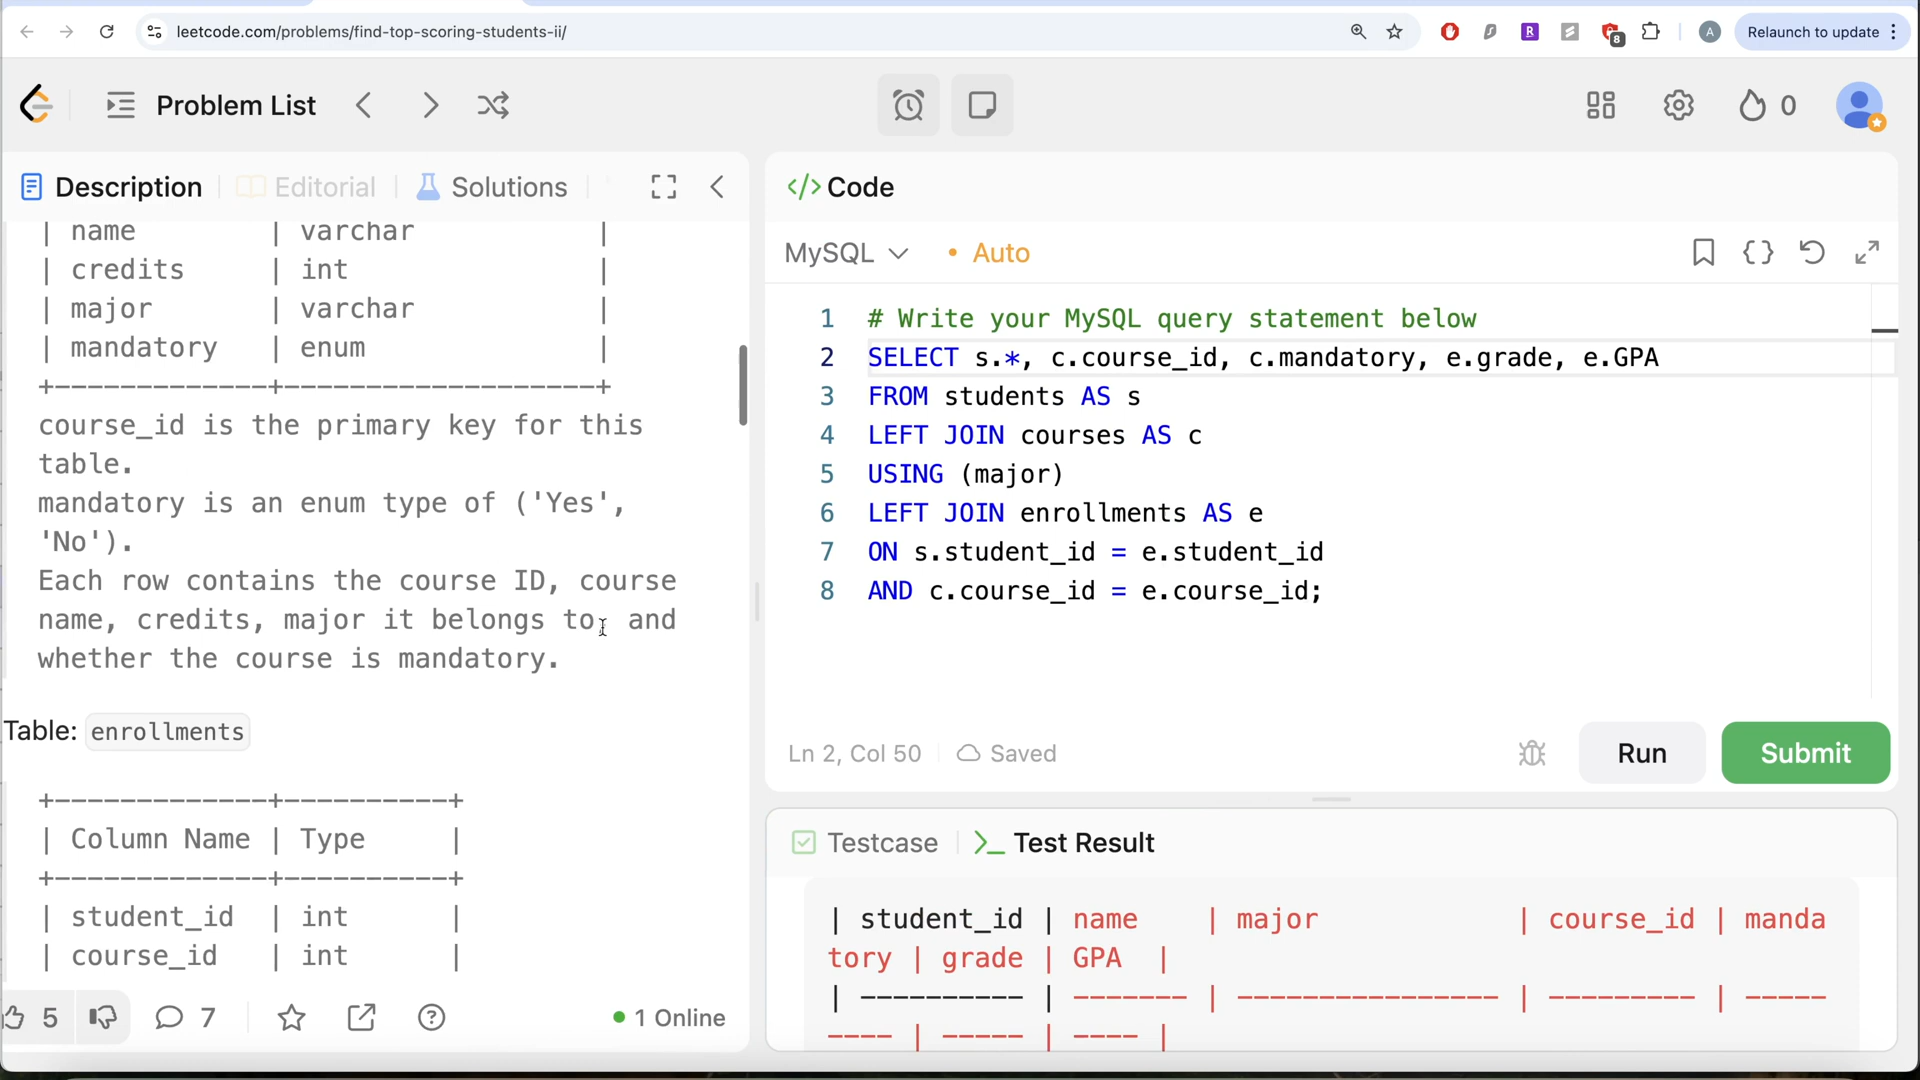 leetcode.com/problems/find-top-scoring-students-ii/
R
8
A
Relaunch to update
Problem List
0
Description
Editorial
Solutions
| name | varchar |
| credits | int |
| major | varchar |
| mandatory | enum |
+-------------+-------------------+
course_id is the primary key for this
table.
mandatory is an enum type of ('Yes',
'No').
Each row contains the course ID, course
name, credits, major it belongs to, and
whether the course is mandatory.
Table: enrollments
+-------------+----------+
| Column Name | Type |
+-------------+----------+
| student_id | int |
| course_id | int |
5
7
1 Online
</> Code
MySQL
Auto
1 # Write your MySQL query statement below
2 SELECT s.*, c.course_id, c.mandatory, e.grade, e.GPA
3 FROM students AS s
4 LEFT JOIN courses AS c
5 USING (major)
6 LEFT JOIN enrollments AS e
7 ON s.student_id = e.student_id
8 AND c.course_id = e.course_id;
Ln 2, Col 50
Saved
Run
Submit
Testcase
Test Result
| student_id | name | major | course_id | manda
tory | grade | GPA |
| ---------- | ------- | ---------------- | --------- | -----
---- | ----- | ---- |